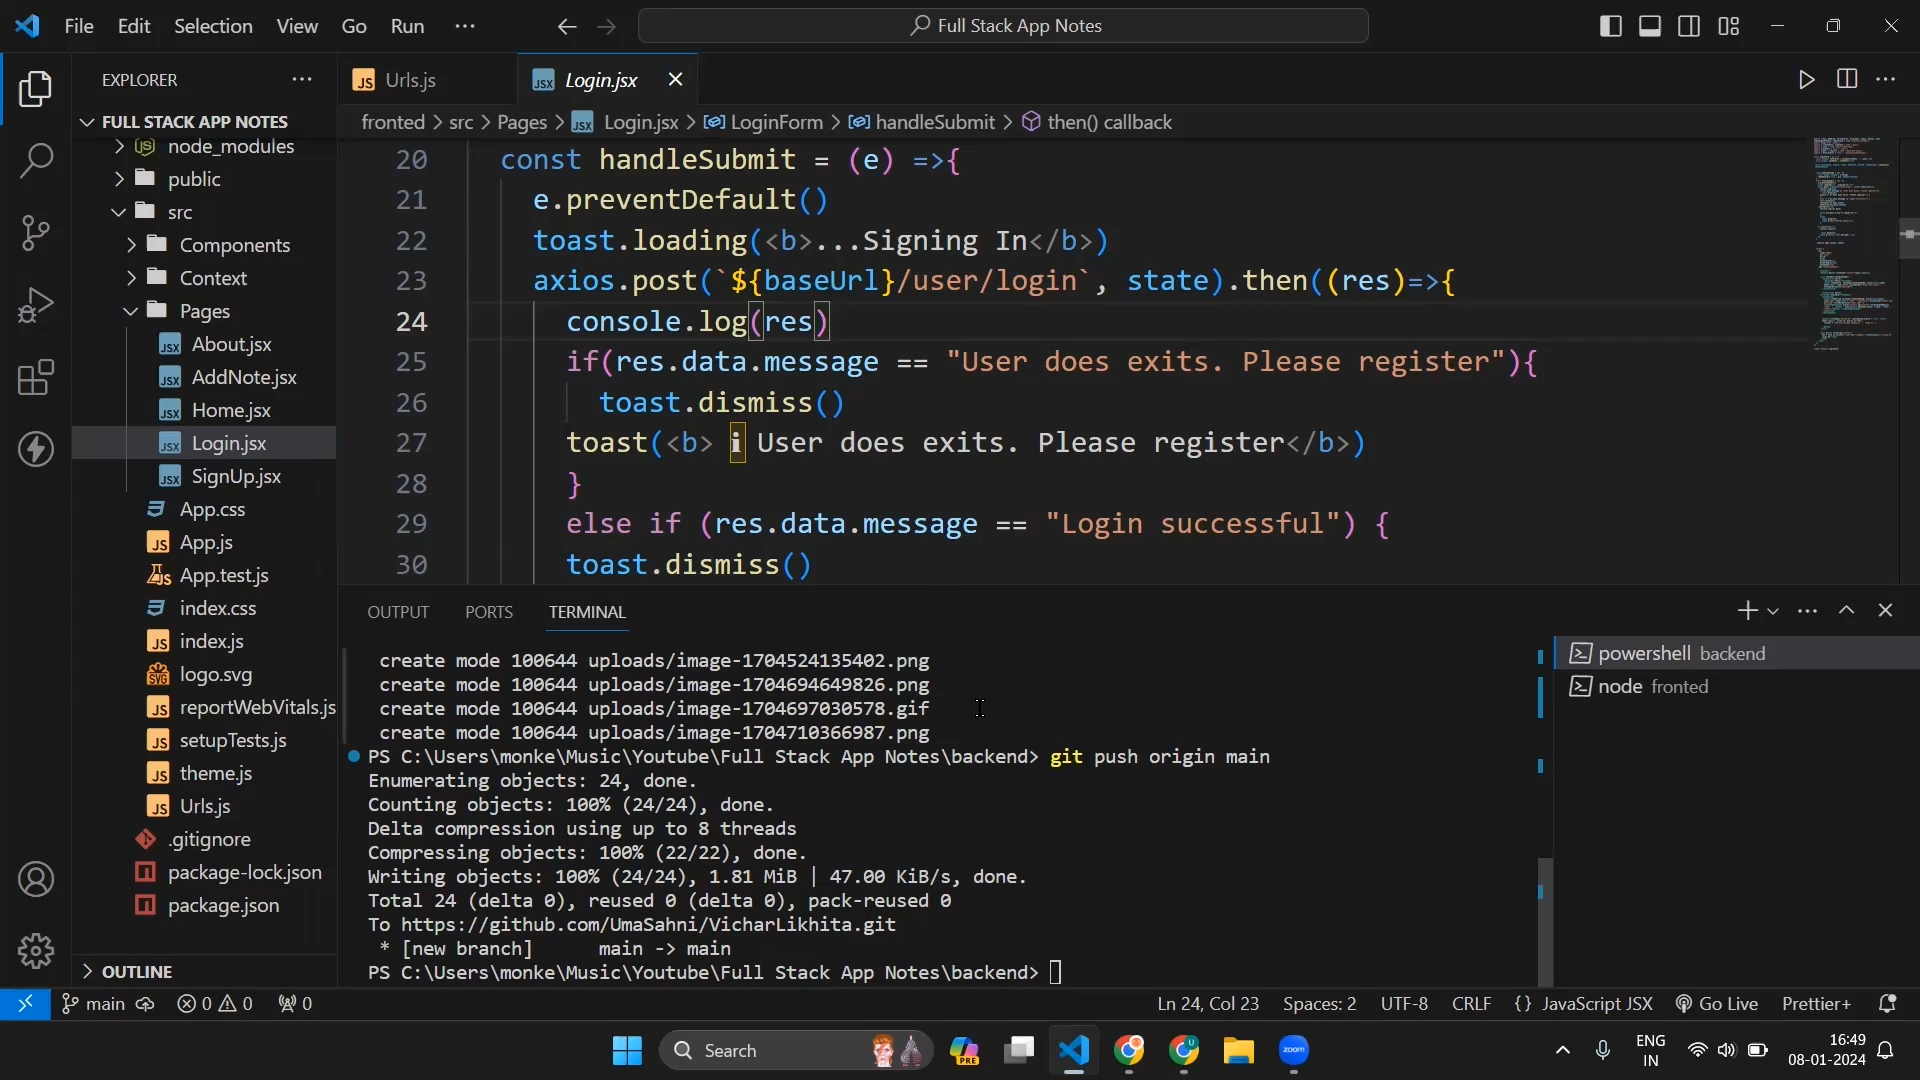 File Edit Selection View Go Run ··· Full Stack App Notes
EXPLORER ···
FULL STACK APP NOTES
node_modules
public
src
Components
Context
Pages
About.jsx
AddNote.jsx
Home.jsx
Login.jsx
SignUp.jsx
App.css
App.js
App.test.js
index.css
index.js
logo.svg
reportWebVitals.js
setupTests.js
theme.js
Urls.js
.gitignore
package-lock.json
package.json
OUTLINE
JS Urls.js JSX Login.jsx
fronted > src > Pages > JSX Login.jsx > LoginForm > handleSubmit > then() callback
20 const handleSubmit = (e) =>{
21 e.preventDefault()
22 toast.loading(<b>...Signing In</b>)
23 axios.post(`${baseUrl}/user/login`, state).then((res)=>{
24 console.log(res)
25 if(res.data.message == "User does exits. Please register"){
26 toast.dismiss()
27 toast(<b> ℹ User does exits. Please register</b>)
28 }
29 else if (res.data.message == "Login successful") {
30 toast.dismiss()
OUTPUT PORTS TERMINAL
create mode 100644 uploads/image-1704524135402.png
create mode 100644 uploads/image-1704694649826.png
create mode 100644 uploads/image-1704697030578.gif
create mode 100644 uploads/image-1704710366987.png
PS C:\Users\monke\Music\Youtube\Full Stack App Notes\backend> git push origin main
Enumerating objects: 24, done.
Counting objects: 100% (24/24), done.
Delta compression using up to 8 threads
Compressing objects: 100% (22/22), done.
Writing objects: 100% (24/24), 1.81 MiB | 47.00 KiB/s, done.
Total 24 (delta 0), reused 0 (delta 0), pack-reused 0
To https://github.com/UmaSahni/VicharLikhita.git
* [new branch] main -> main
PS C:\Users\monke\Music\Youtube\Full Stack App Notes\backend>
powershell backend
node fronted
main 0 0 0 Ln 24, Col 23 Spaces: 2 UTF-8 CRLF {} JavaScript JSX Go Live Prettier+
Search PRE zoom ENG IN 16:49
08-01-2024